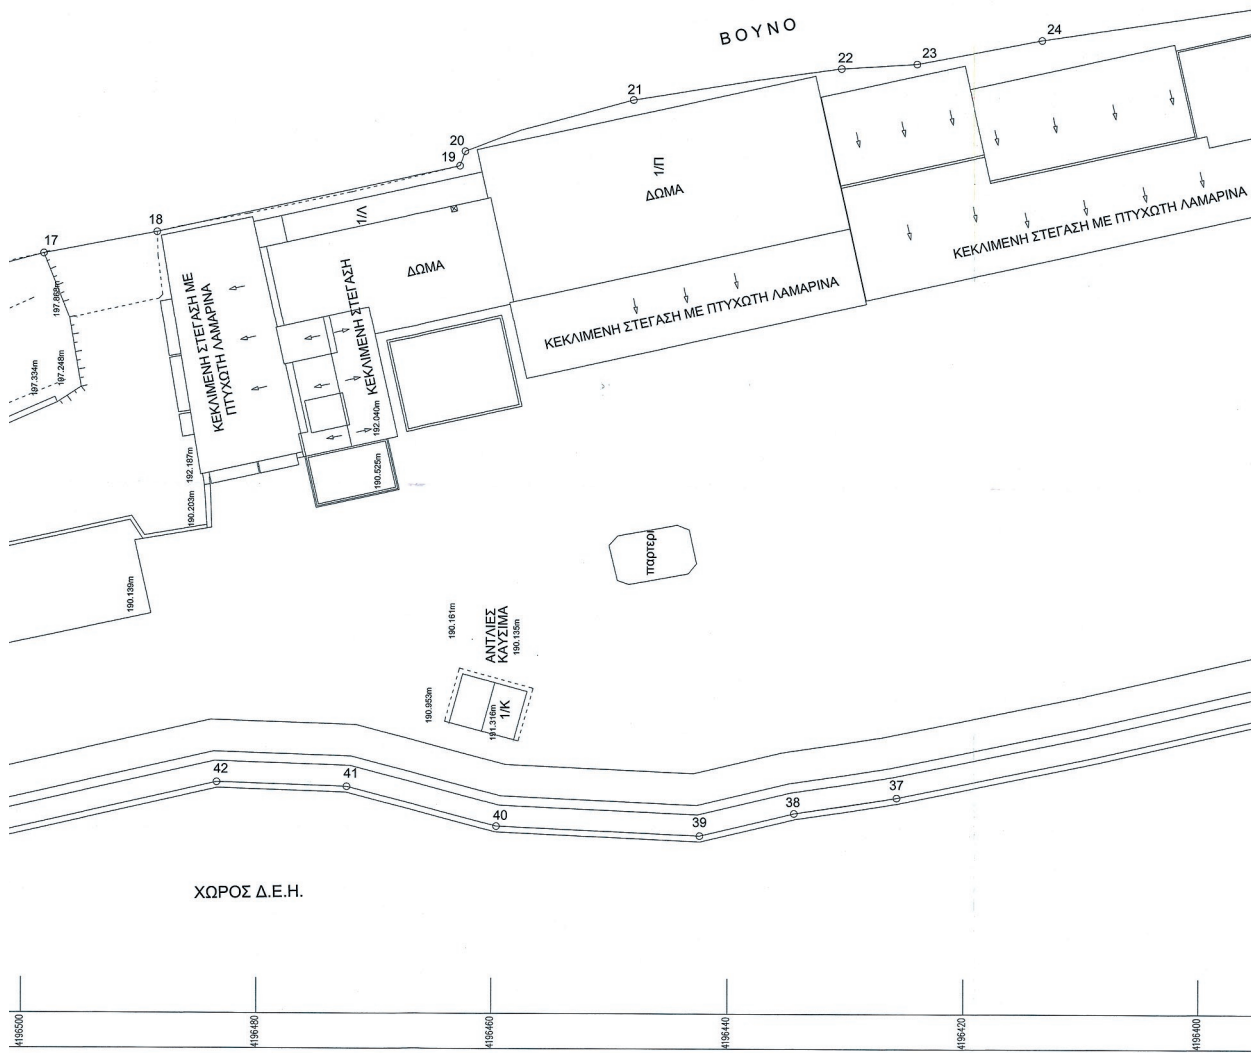 ΒΟΥΝΟ
24
23
22
21
20
19
18
17
1/Π
ΔΩΜΑ
1/Λ
ΔΩΜΑ
ΚΕΚΛΙΜΕΝΗ ΣΤΕΓΑΣΗ ΜΕ ΠΤΥΧΩΤΗ ΛΑΜΑΡΙΝΑ
ΚΕΚΛΙΜΕΝΗ ΣΤΕΓΑΣΗ ΜΕ ΠΤΥΧΩΤΗ ΛΑΜΑΡΙΝΑ
ΚΕΚΛΙΜΕΝΗ ΣΤΕΓΑΣΗ ΜΕ
ΠΤΥΧΩΤΗ ΛΑΜΑΡΙΝΑ
ΚΕΚΛΙΜΕΝΗ ΣΤΕΓΑΣΗ
197.868m
197.334m
197.248m
192.040m
192.187m
190.525m
190.203m
190.139m
παρτερι
190.161m
ΑΝΤΛΙΕΣ
ΚΑΥΣΙΜΑ
190.135m
190.953m
191.316m
1/Κ
42
41
40
39
38
37
ΧΩΡΟΣ Δ.Ε.Η.
4196500
4196480
4196460
4196440
4196420
4196400